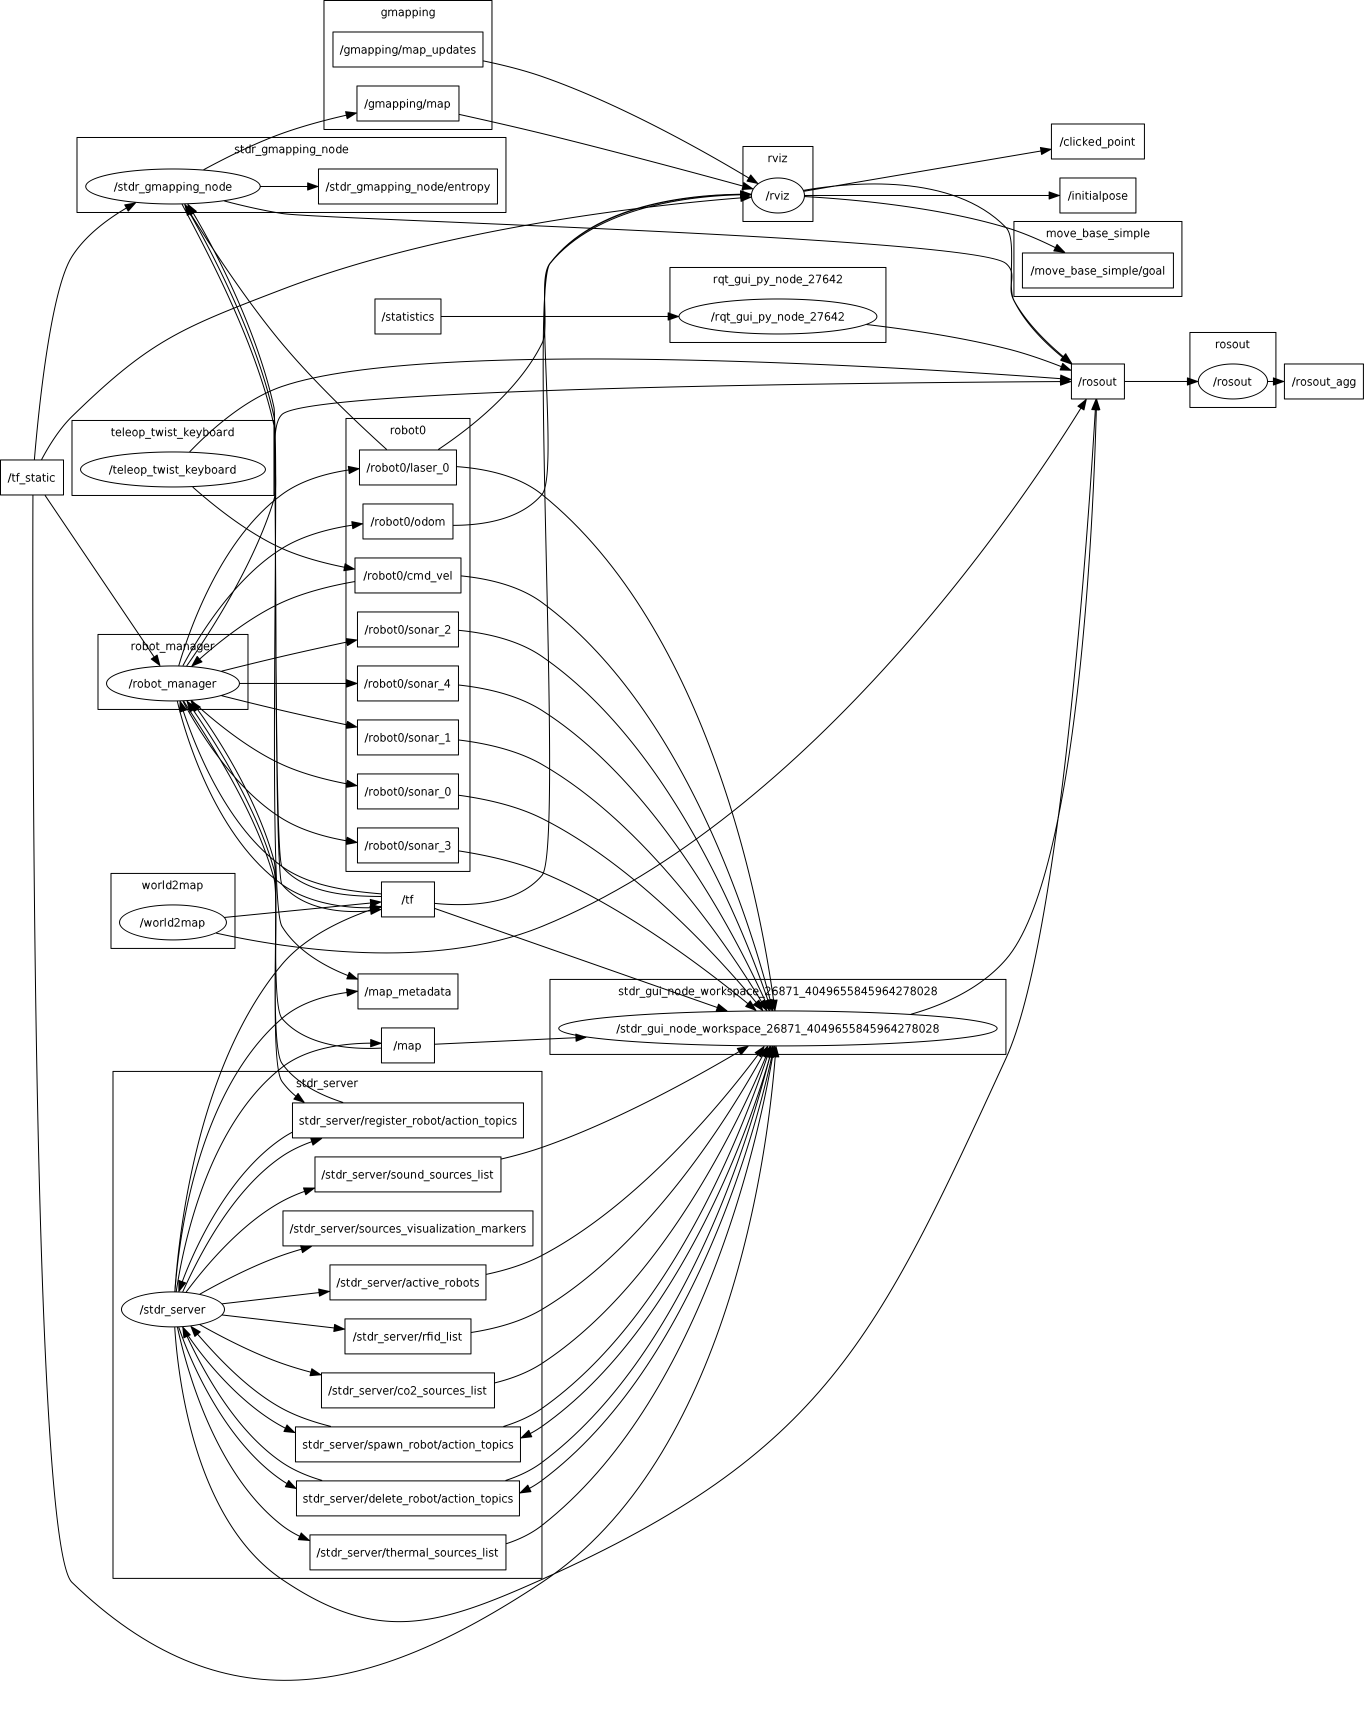 gmapping
/gmapping/map_updates
/gmapping/map
stdr_gmapping_node
/stdr_gmapping_node
/stdr_gmapping_node/entropy
rviz
/rviz
/clicked_point
/initialpose
move_base_simple
/move_base_simple/goal
/statistics
rqt_gui_py_node_27642
/rqt_gui_py_node_27642
/rosout
rosout
/rosout
/rosout_agg
/tf_static
teleop_twist_keyboard
/teleop_twist_keyboard
robot0
/robot0/laser_0
/robot0/odom
/robot0/cmd_vel
/robot0/sonar_2
/robot0/sonar_4
/robot0/sonar_1
/robot0/sonar_0
/robot0/sonar_3
robot_manager
/robot_manager
world2map
/world2map
/tf
/map_metadata
/map
stdr_gui_node_workspace_26871_4049655845964278028
/stdr_gui_node_workspace_26871_4049655845964278028
stdr_server
stdr_server/register_robot/action_topics
/stdr_server/sound_sources_list
/stdr_server/sources_visualization_markers
/stdr_server/active_robots
/stdr_server
/stdr_server/rfid_list
/stdr_server/co2_sources_list
stdr_server/spawn_robot/action_topics
stdr_server/delete_robot/action_topics
/stdr_server/thermal_sources_list